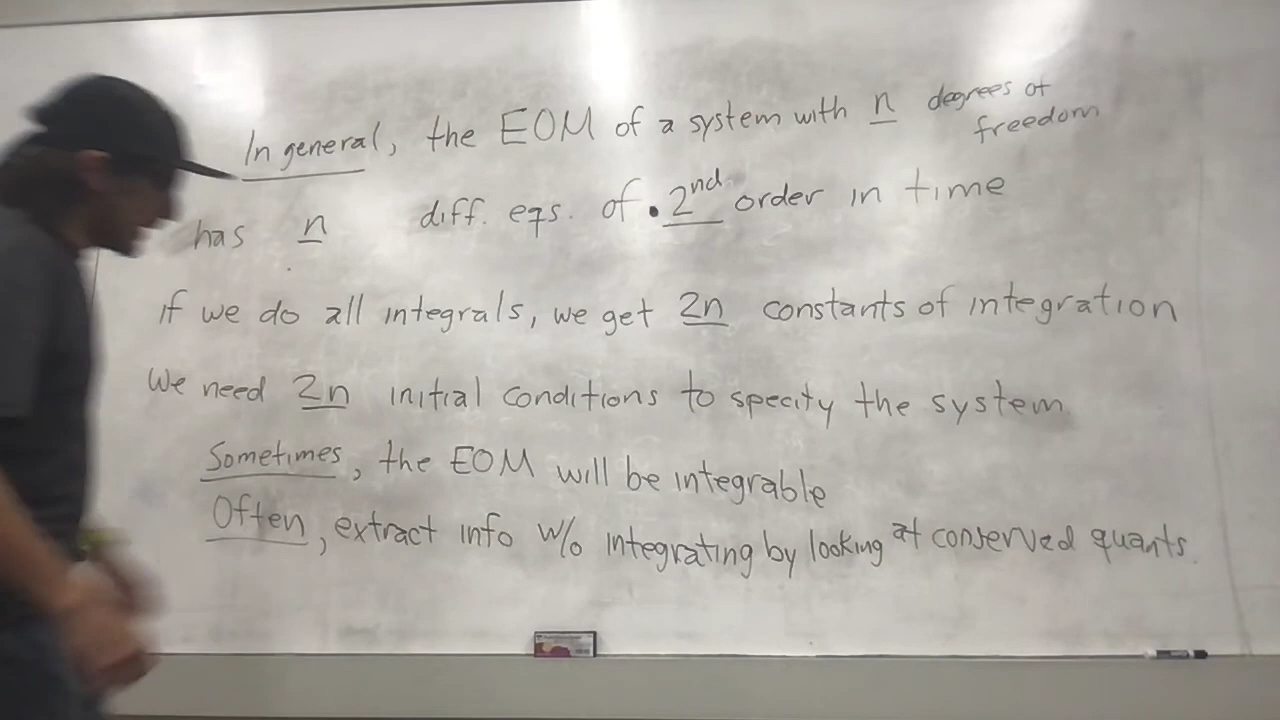 In general, the EOM of a system with n degrees of freedom
has n diff. eqs. of • 2nd order in time
if we do all integrals, we get 2n constants of integration
We need 2n initial conditions to specify the system
Sometimes, the EOM will be integrable
Often, extract info w/o integrating by looking at conserved quants.